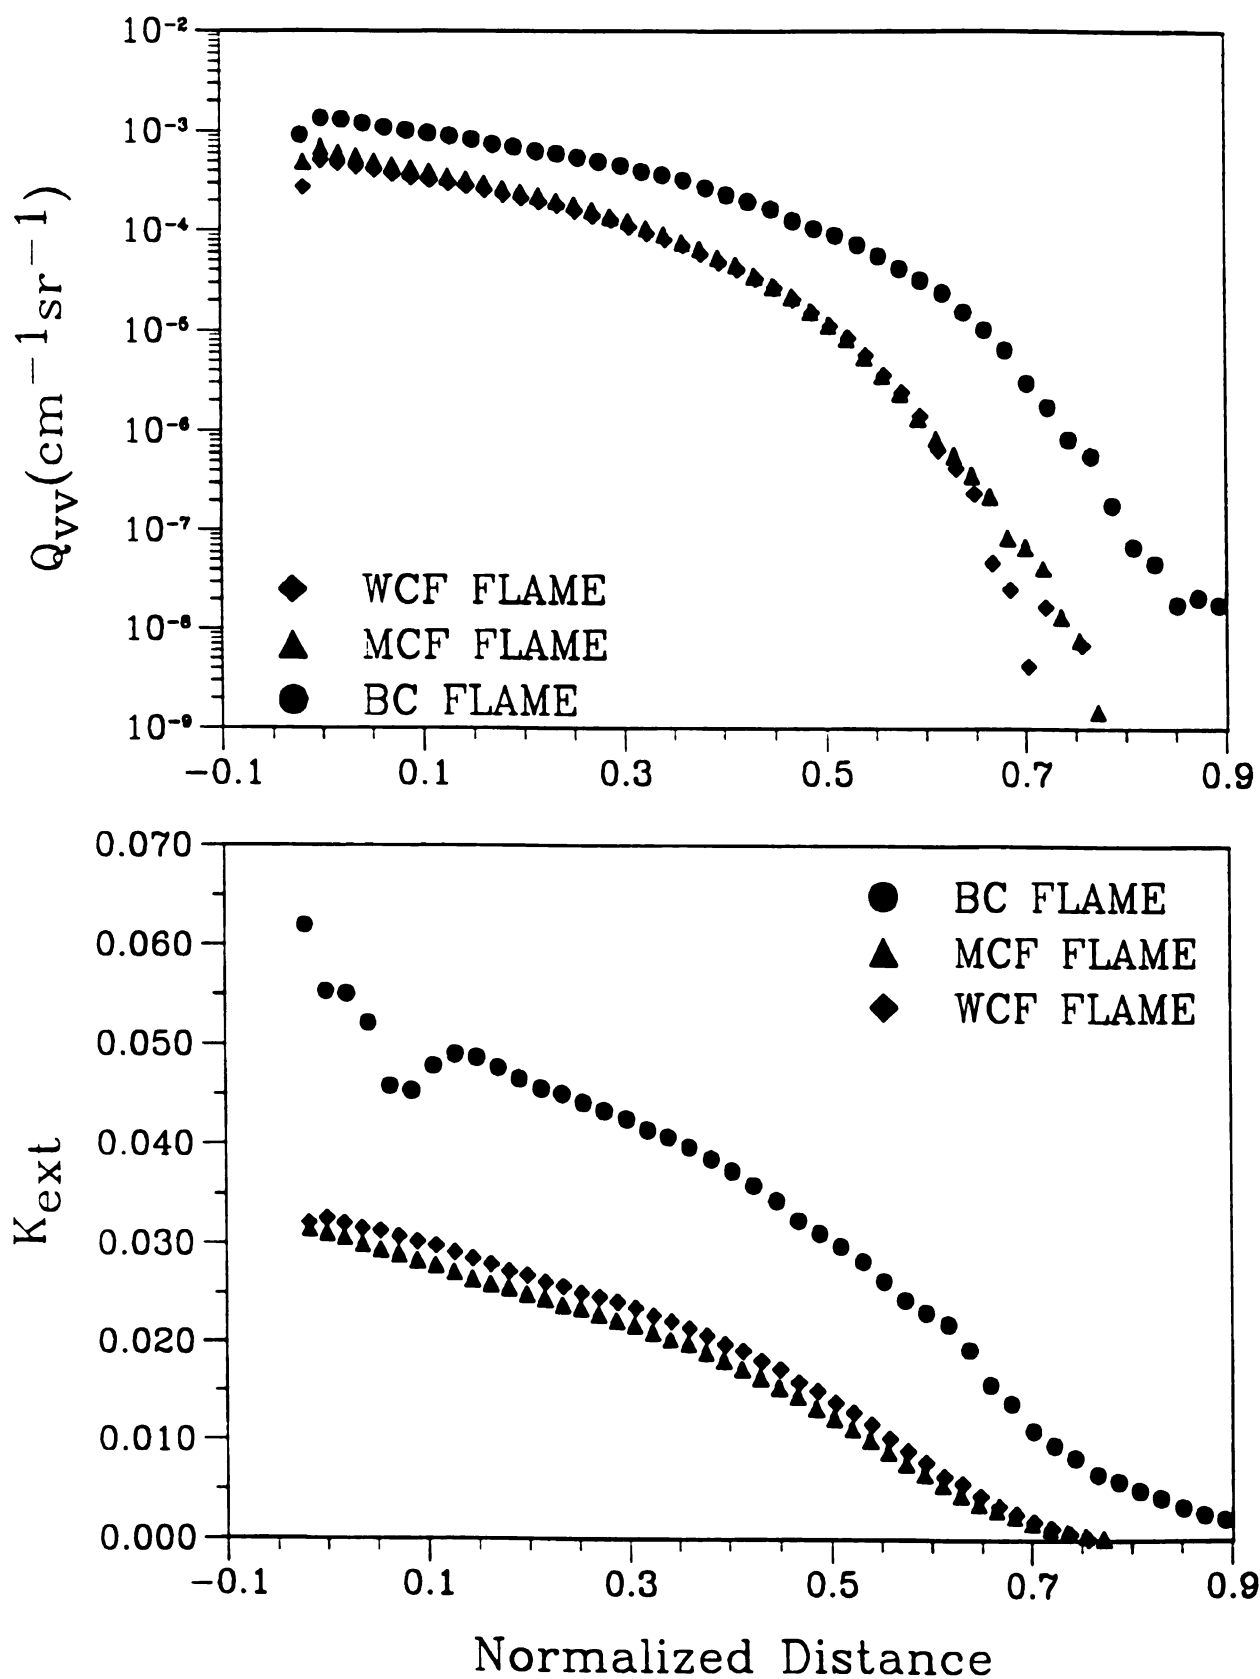 10⁻²
10⁻³
10⁻⁴
10⁻⁵
10⁻⁶
10⁻⁷
10⁻⁸
10⁻⁹
Qvv(cm⁻¹sr⁻¹)
WCF FLAME
MCF FLAME
BC FLAME
-0.1 0.1 0.3 0.5 0.7 0.9
0.070
0.060
0.050
0.040
0.030
0.020
0.010
0.000
Kext
BC FLAME
MCF FLAME
WCF FLAME
-0.1 0.1 0.3 0.5 0.7 0.9
Normalized Distance